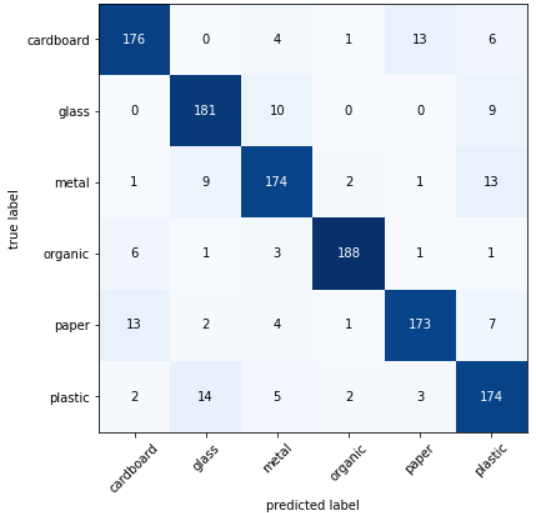 cardboard 176 0 4 1 13 6
glass 0 181 10 0 0 9
metal 1 9 174 2 1 13
organic 6 1 3 188 1 1
paper 13 2 4 1 173 7
plastic 2 14 5 2 3 174
true label
cardboard glass metal organic paper plastic
predicted label